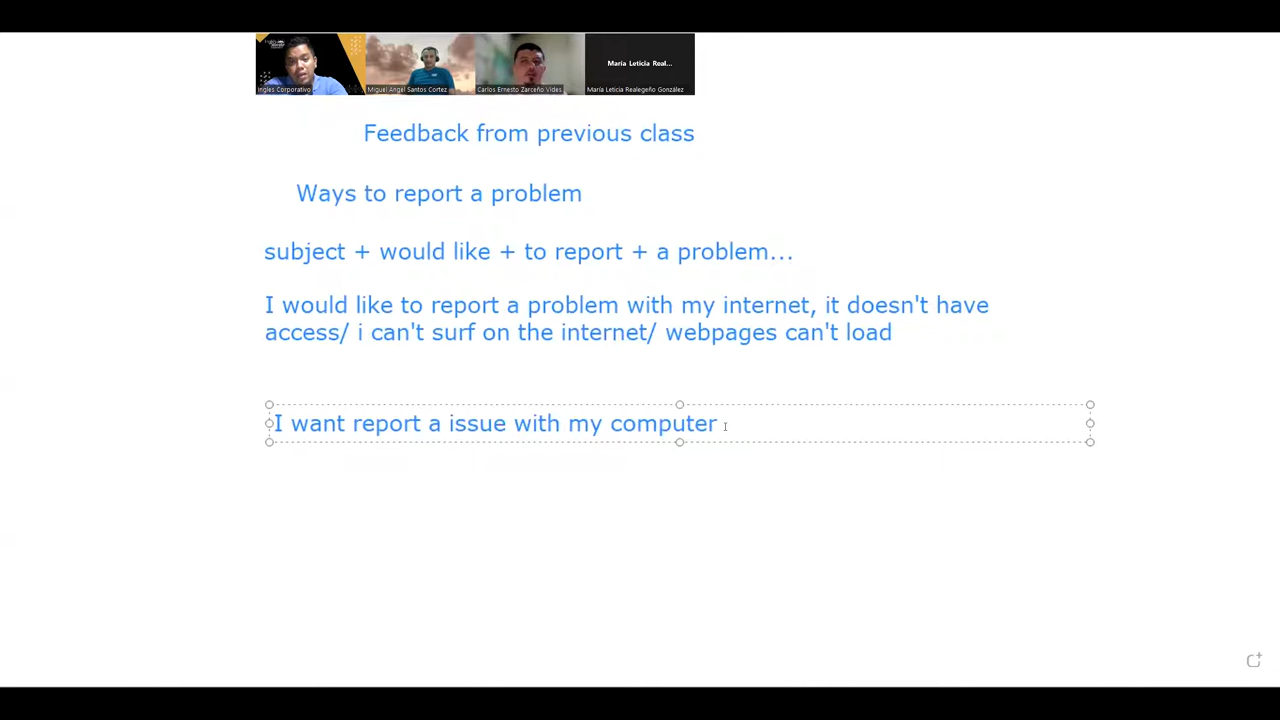 María Leticia Real...
Ingles Corporativo
Miguel Angel Santos Cortez
Carlos Ernesto Zarceño Vides
María Leticia Realegeño González
Feedback from previous class
Ways to report a problem
subject + would like + to report + a problem...
I would like to report a problem with my internet, it doesn't have
access/ i can't surf on the internet/ webpages can't load
I want report a issue with my computer